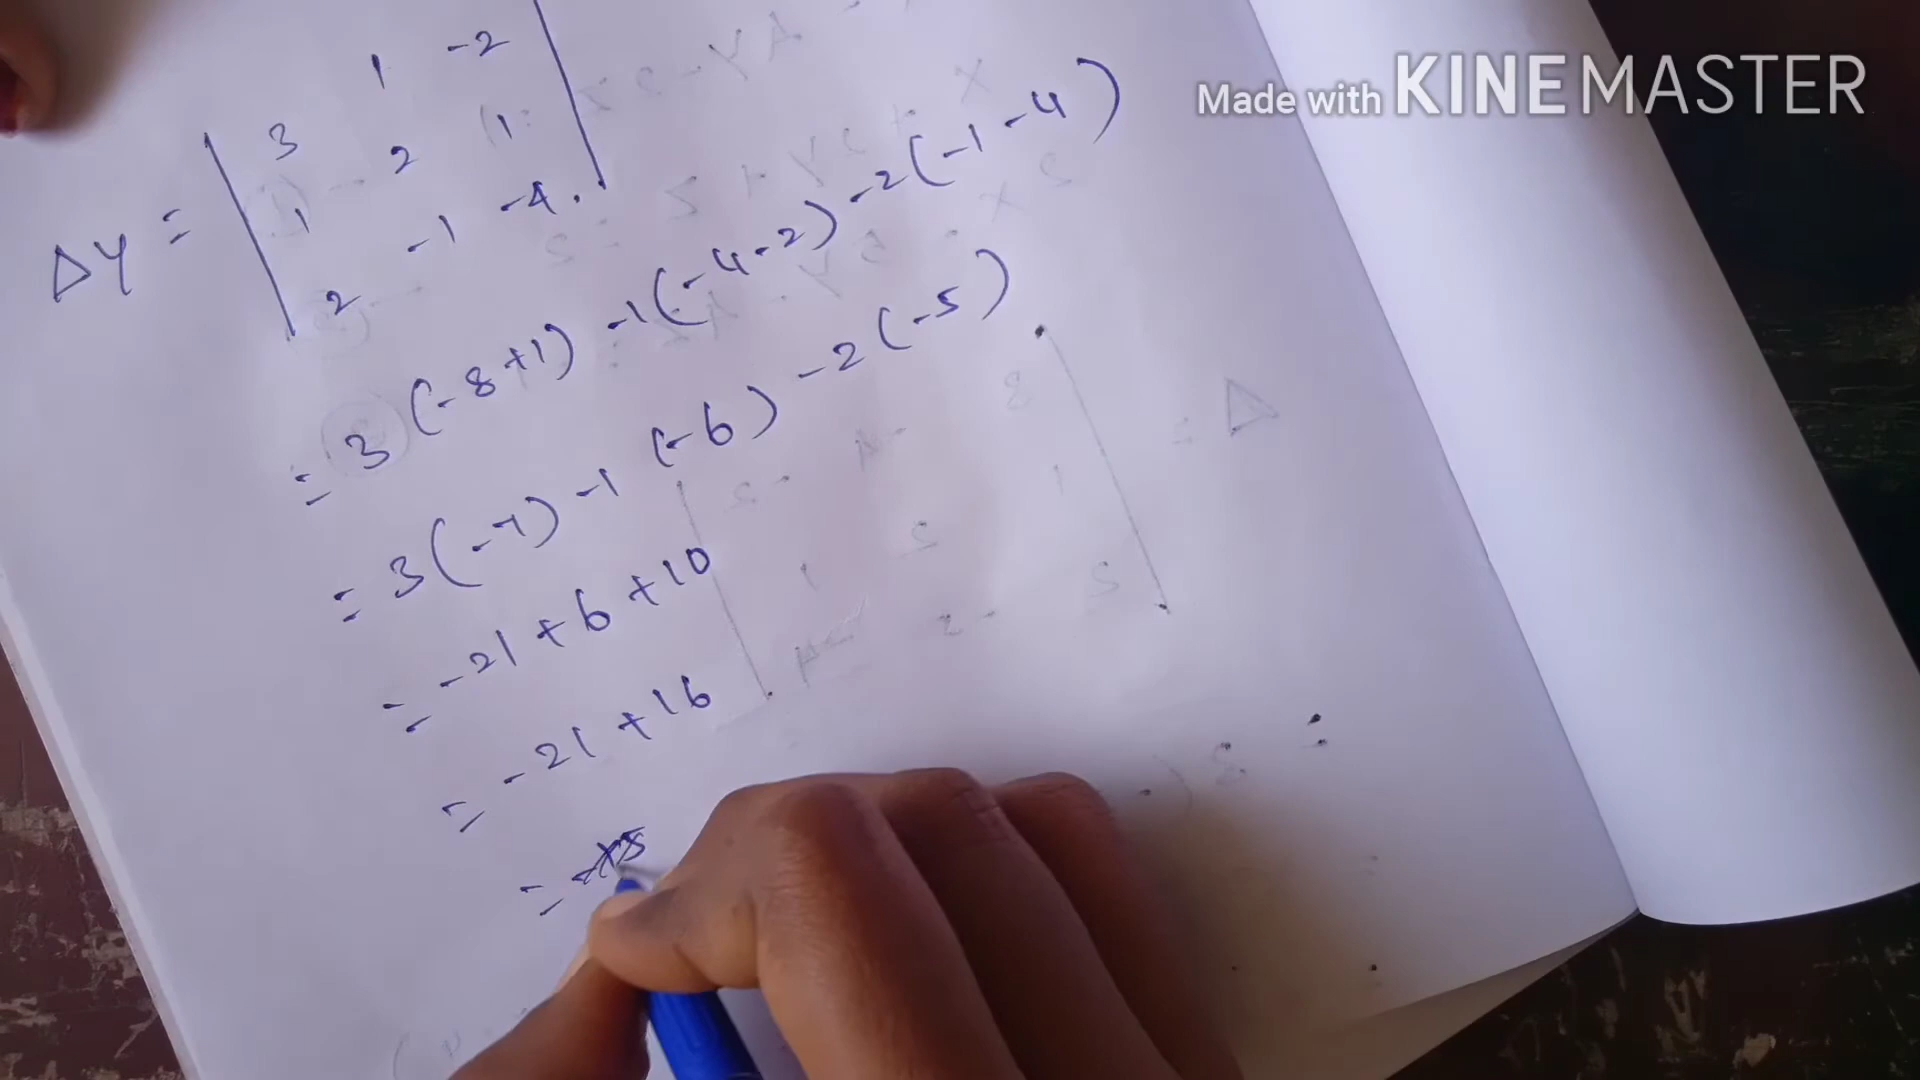 Made with KINEMASTER
3 1 -2
ΔY = 1 2 1
2 -1 -4.
= 3 (-8+1) -1 (-4-2) -2 (-1-4)
= 3 (-7) -1 (-6) -2 (-5)
= -21 + 6 + 10
= -21 + 16
=